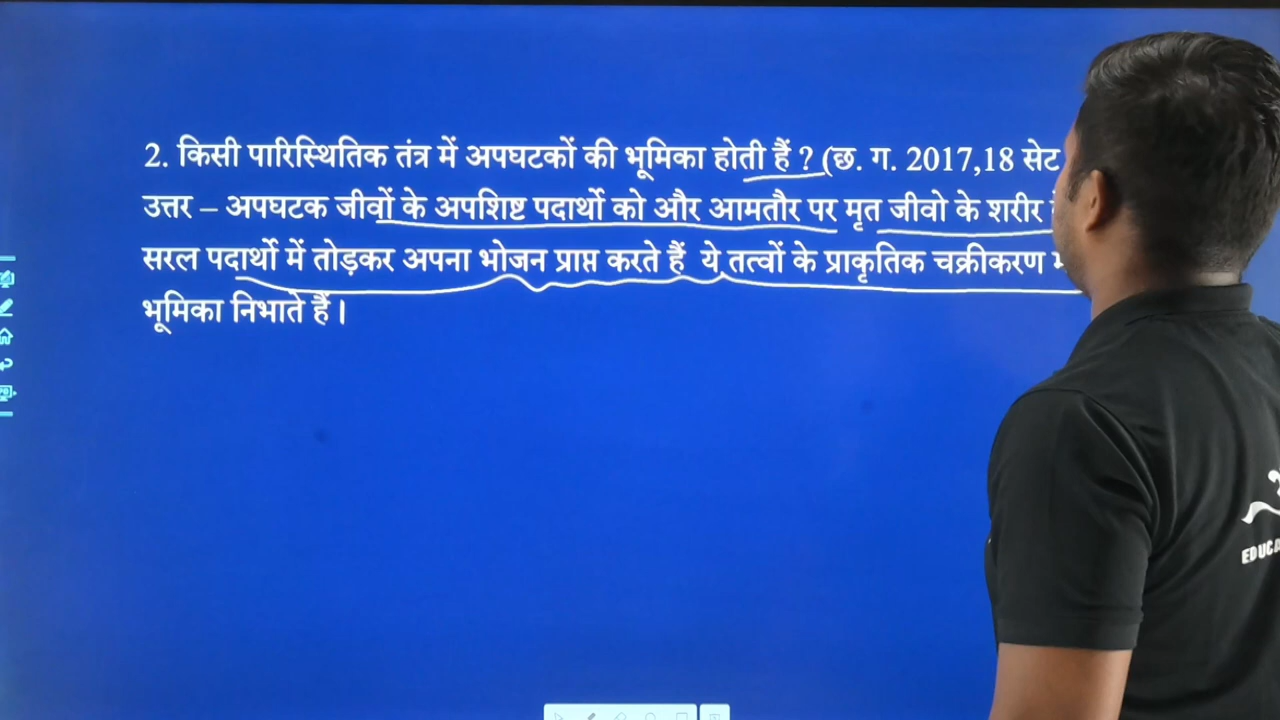 2. किसी पारिस्थितिक तंत्र में अपघटकों की भूमिका होती हैं ? (छ. ग. 2017,18 सेट
उत्तर – अपघटक जीवों के अपशिष्ट पदार्थो को और आमतौर पर मृत जीवो के शरीर
सरल पदार्थो में तोड़कर अपना भोजन प्राप्त करते हैं ये तत्वों के प्राकृतिक चक्रीकरण
भूमिका निभाते हैं।